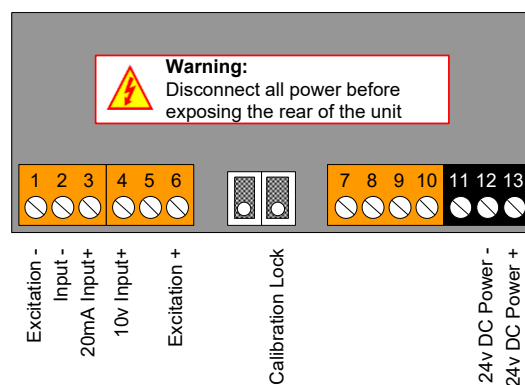 Warning:
Disconnect all power before
exposing the rear of the unit
1 2 3 4 5 6 7 8 9 10 11 12 13
Excitation -
Input -
20mA Input+
10v Input+
Excitation +
Calibration Lock
24v DC Power -
24v DC Power +